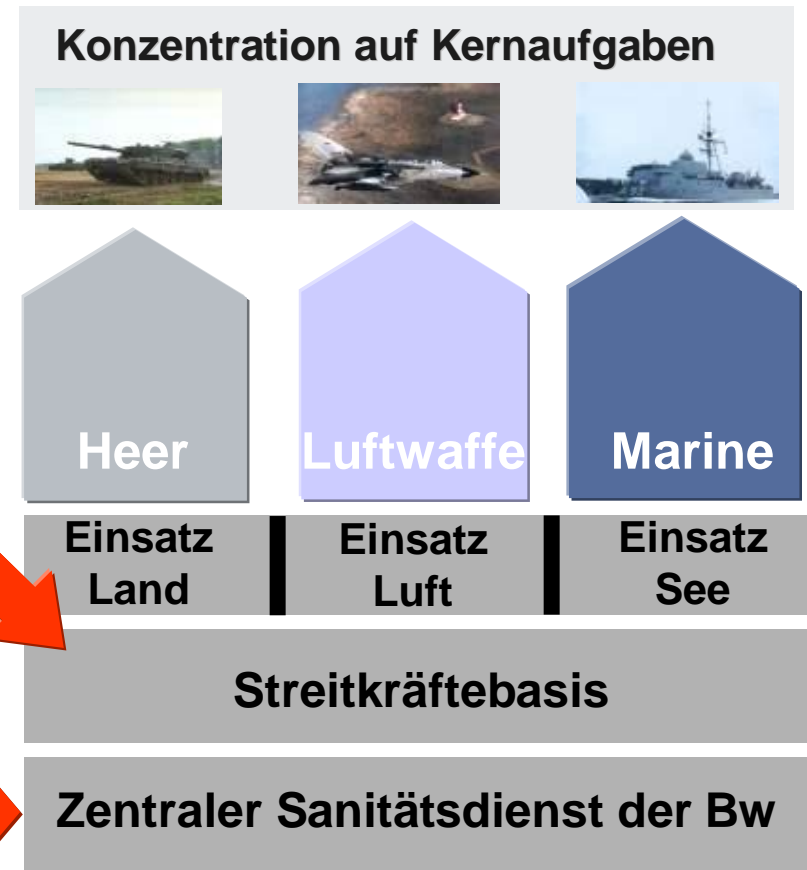 Konzentration auf Kernaufgaben
Heer
Luftwaffe
Marine
Einsatz
Land
Einsatz
Luft
Einsatz
See
Streitkräftebasis
Zentraler Sanitätsdienst der Bw